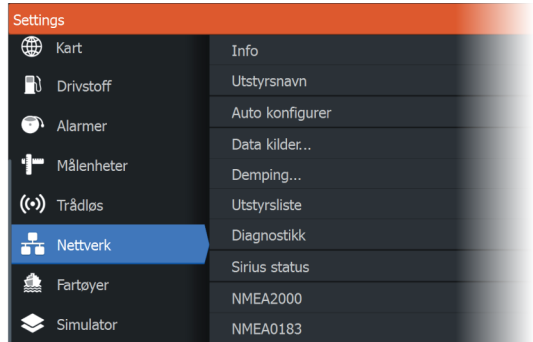 Settings
Kart
Drivstoff
Alarmer
Målenheter
Trådløs
Nettverk
Fartøyer
Simulator
Info
Utstyrsnavn
Auto konfigurer
Data kilder...
Demping...
Utstyrsliste
Diagnostikk
Sirius status
NMEA2000
NMEA0183